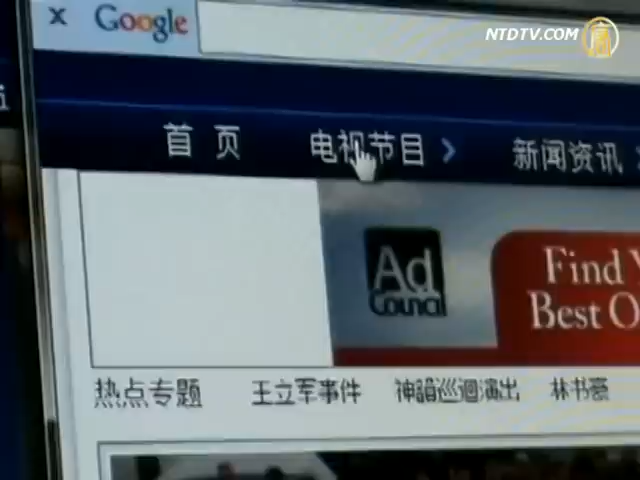 Google
NTDTV.COM
首页 电视节目 新闻资讯
Ad
Council
Find
Best O
热点专题 王立军事件 神韻巡迴演出 林书豪